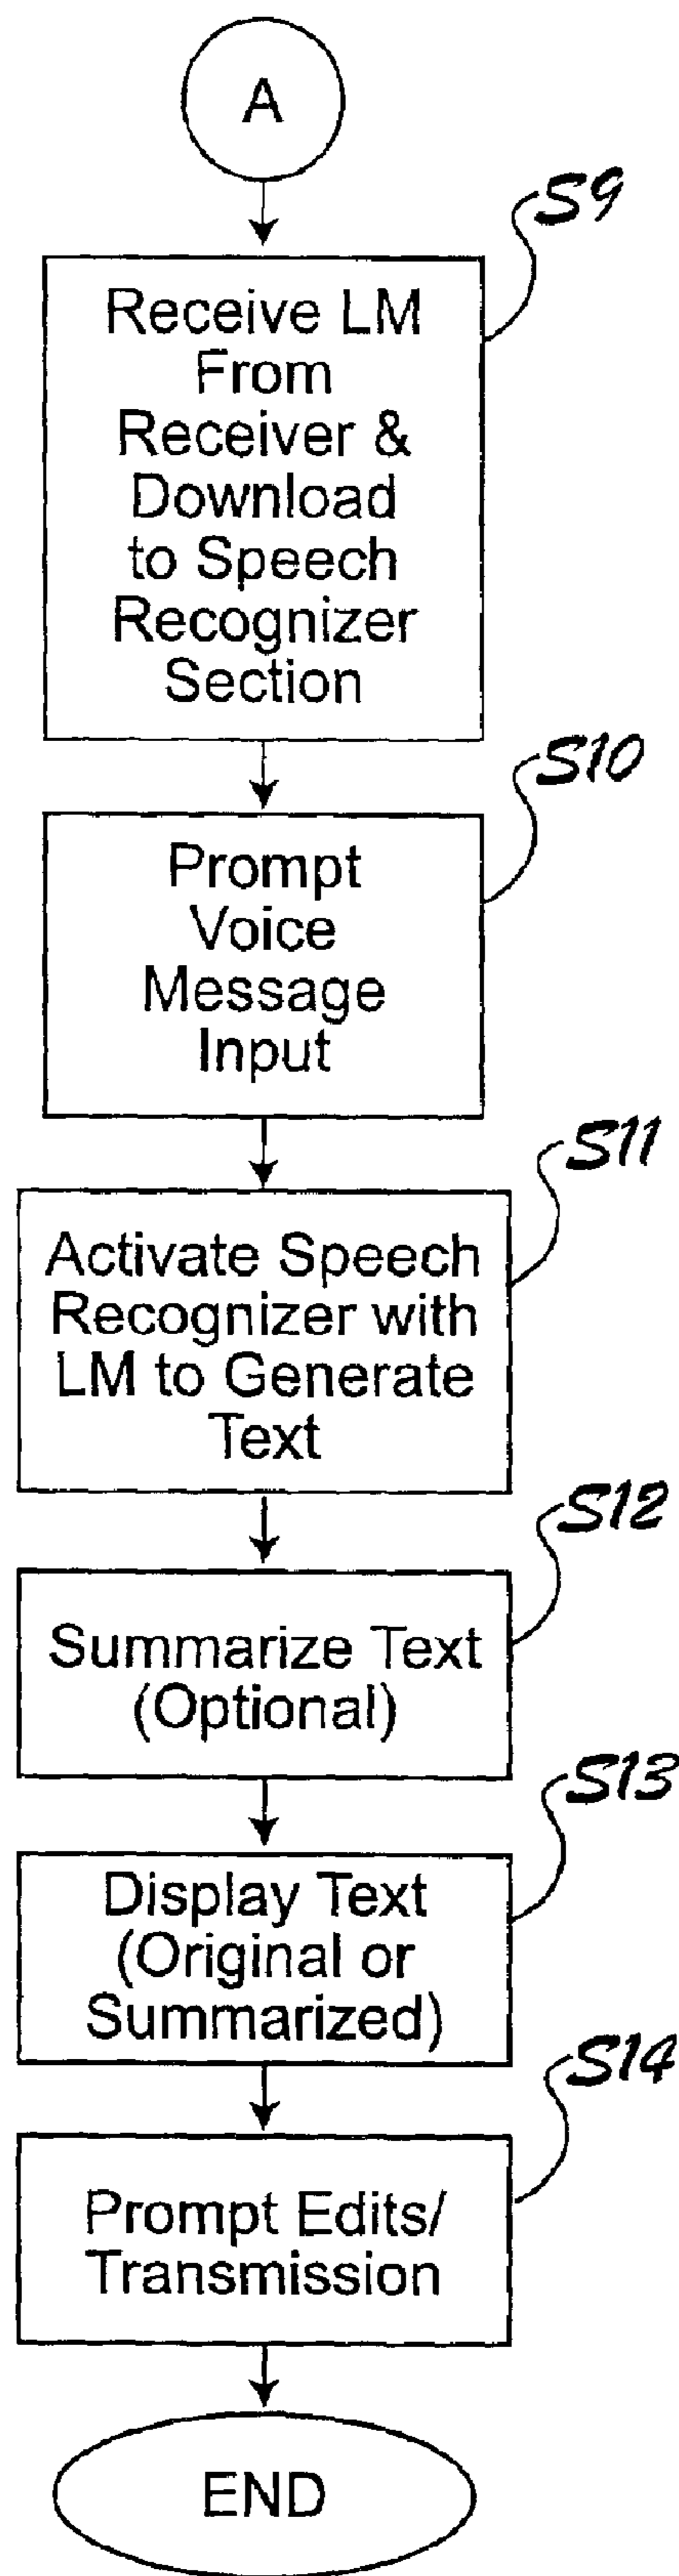 A
S9
Receive LM
From
Receiver &
Download
to Speech
Recognizer
Section
S10
Prompt
Voice
Message
Input
S11
Activate Speech
Recognizer with
LM to Generate
Text
S12
Summarize Text
(Optional)
S13
Display Text
(Original or
Summarized)
S14
Prompt Edits/
Transmission
END